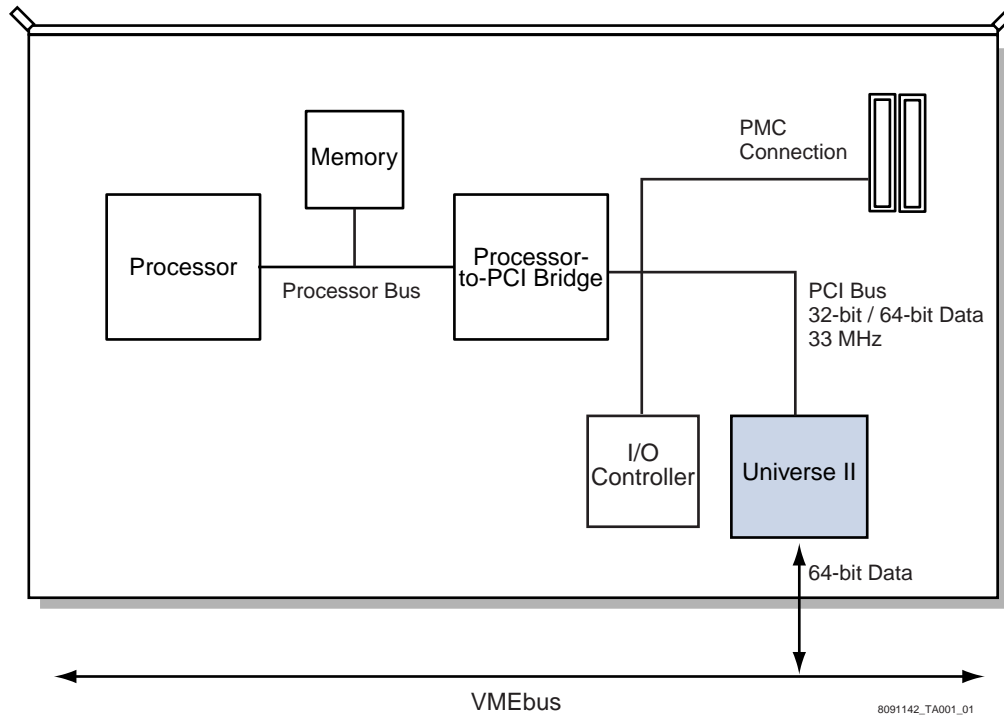 PMC
Connection
Memory
Processor
Processor-
to-PCI Bridge
Processor Bus
PCI Bus
32-bit / 64-bit Data
33 MHz
I/O
Controller
Universe II
64-bit Data
VMEbus
8091142_TA001_01